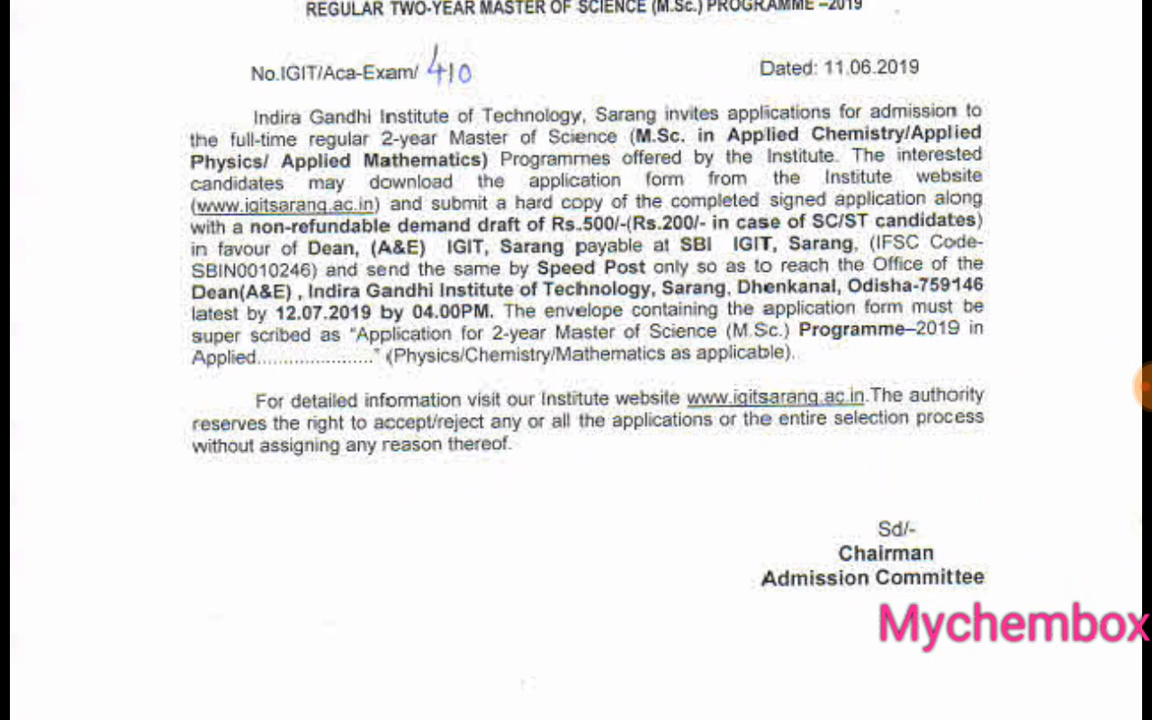 REGULAR TWO-YEAR MASTER OF SCIENCE (M.Sc.) PROGRAMME –2019
No.IGIT/Aca-Exam/ 410 Dated: 11.06.2019
Indira Gandhi Institute of Technology, Sarang invites applications for admission to
the full-time regular 2-year Master of Science (M.Sc. in Applied Chemistry/Applied
Physics/ Applied Mathematics) Programmes offered by the Institute. The interested
candidates may download the application form from the Institute website
(www.igitsarang.ac.in) and submit a hard copy of the completed signed application along
with a non-refundable demand draft of Rs.500/-(Rs.200/- in case of SC/ST candidates)
in favour of Dean, (A&E) IGIT, Sarang payable at SBI IGIT, Sarang, (IFSC Code-
SBIN0010246) and send the same by Speed Post only so as to reach the Office of the
Dean(A&E) , Indira Gandhi Institute of Technology, Sarang, Dhenkanal, Odisha-759146
latest by 12.07.2019 by 04.00PM. The envelope containing the application form must be
super scribed as "Application for 2-year Master of Science (M.Sc.) Programme–2019 in
Applied......................" (Physics/Chemistry/Mathematics as applicable).
For detailed information visit our Institute website www.igitsarang.ac.in.The authority
reserves the right to accept/reject any or all the applications or the entire selection process
without assigning any reason thereof.
Sd/-
Chairman
Admission Committee
Mychembox